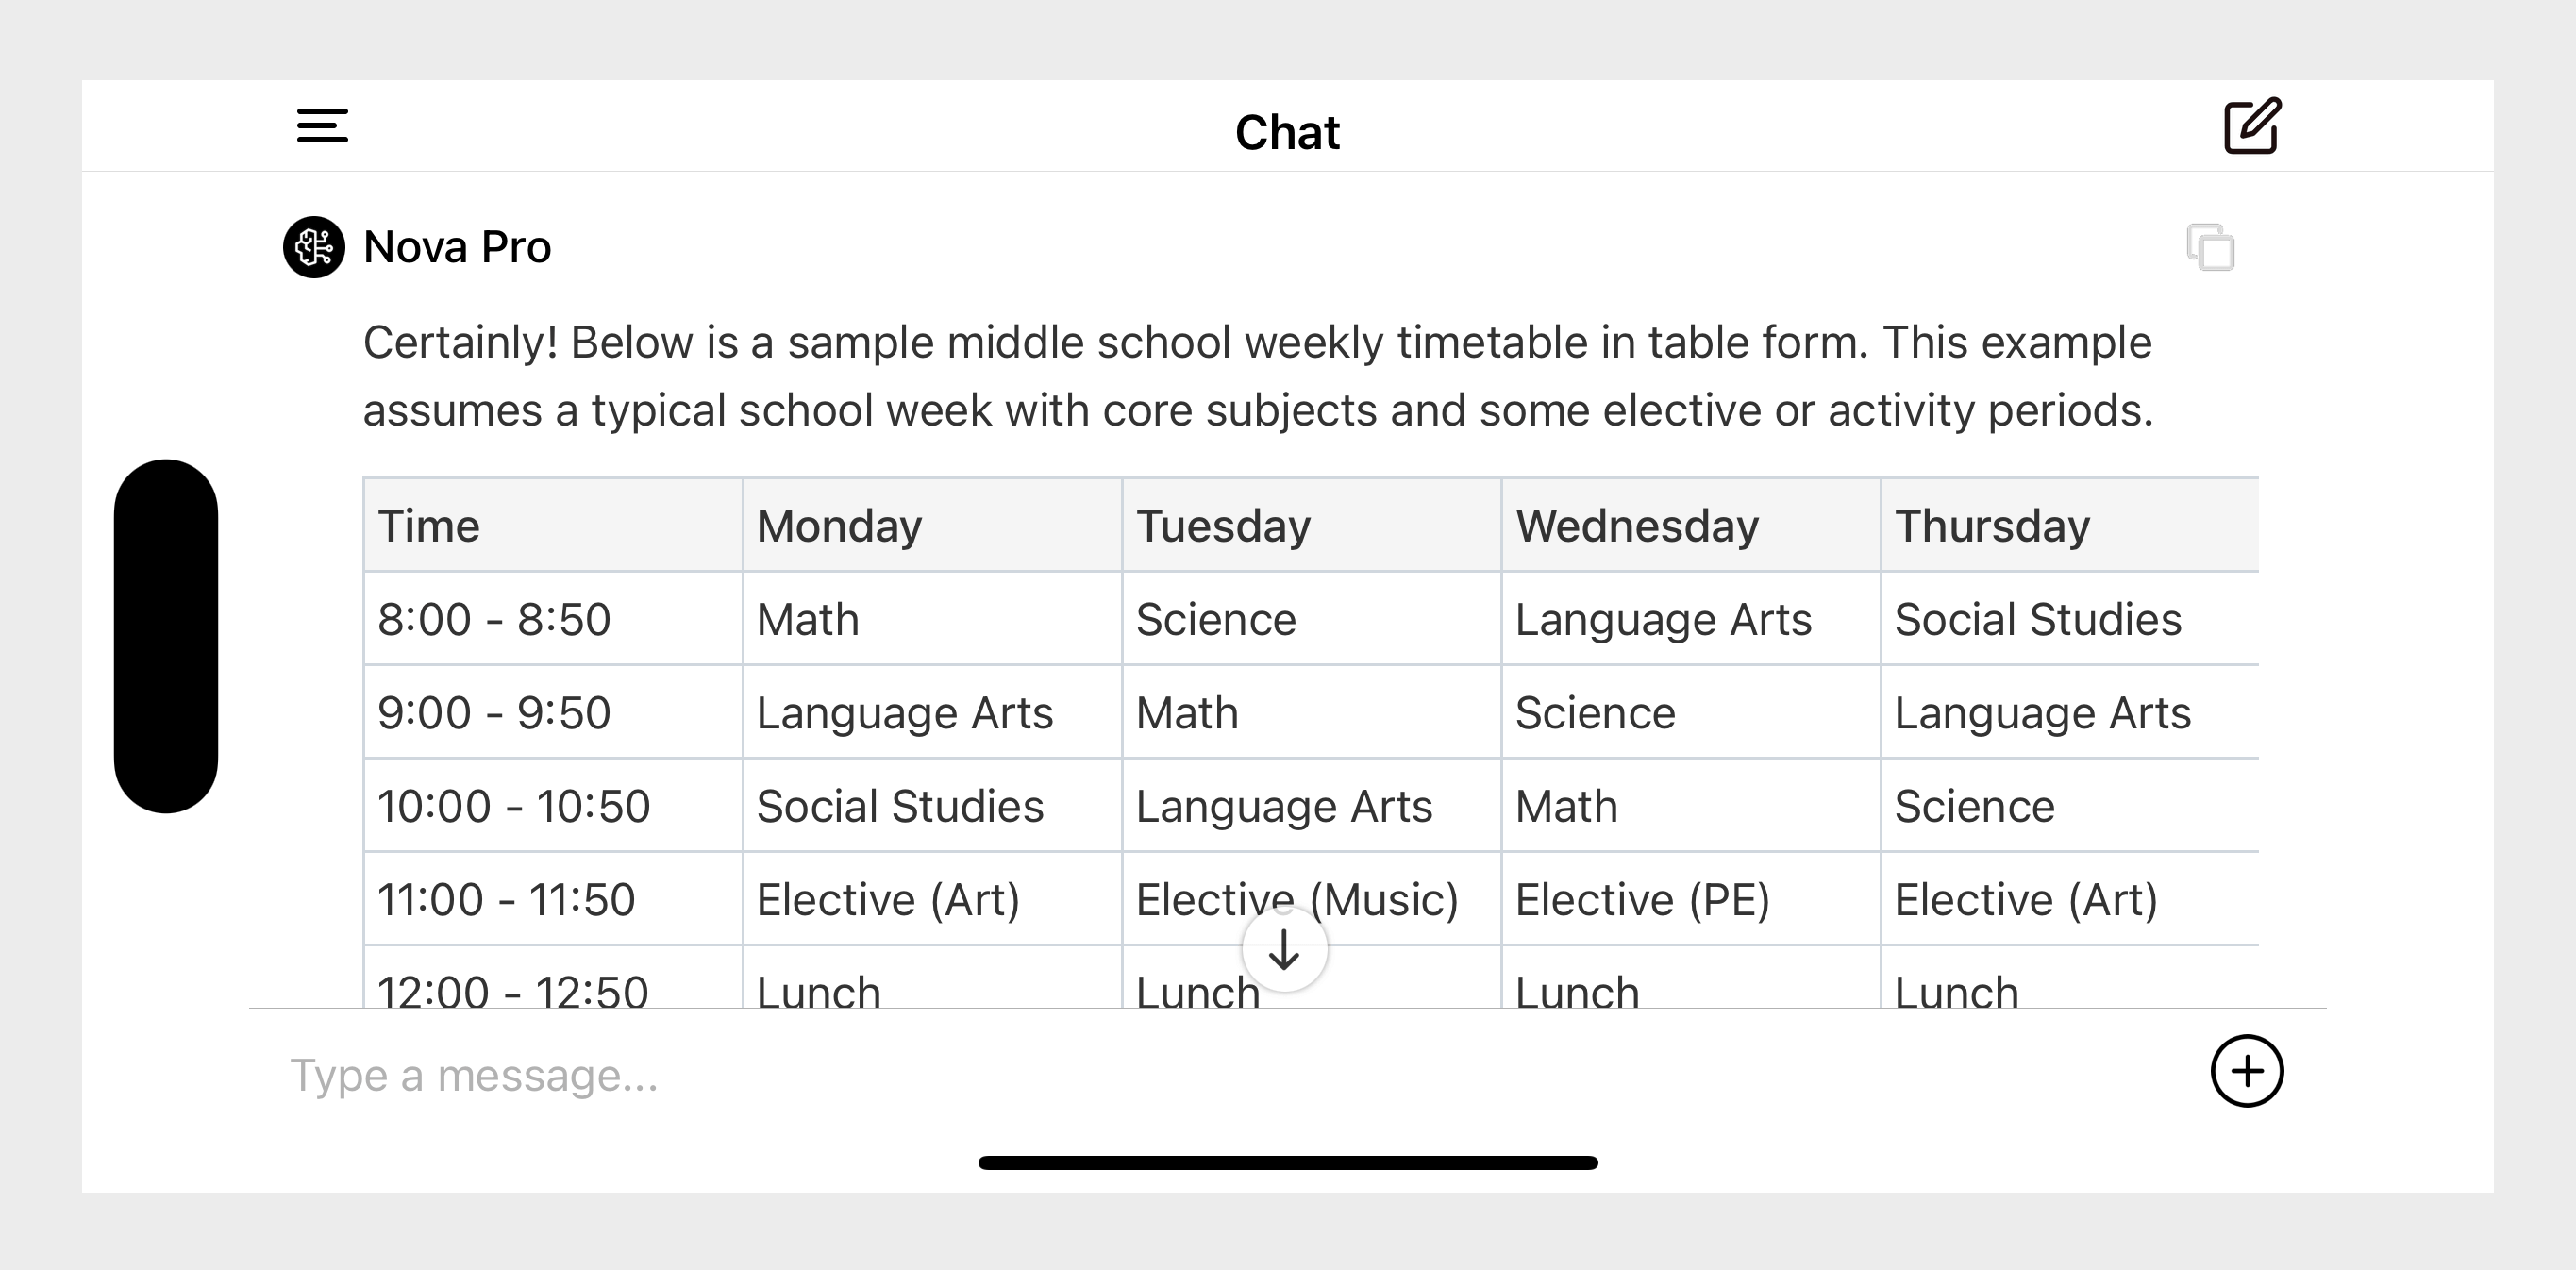 Chat
Nova Pro
Certainly! Below is a sample middle school weekly timetable in table form. This example
assumes a typical school week with core subjects and some elective or activity periods.
Time Monday Tuesday Wednesday Thursday
8:00 - 8:50 Math Science Language Arts Social Studies
9:00 - 9:50 Language Arts Math Science Language Arts
10:00 - 10:50 Social Studies Language Arts Math Science
11:00 - 11:50 Elective (Art) Elective (Music) Elective (PE) Elective (Art)
12:00 - 12:50 Lunch Lunch Lunch Lunch
Type a message...